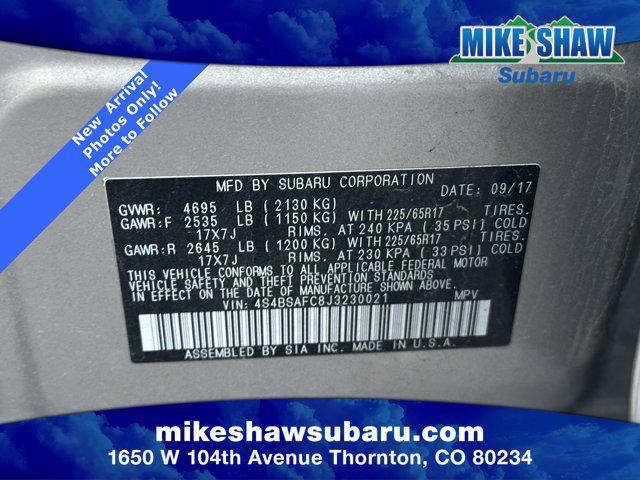 MIKE SHAW
Subaru
New Arrival
Photos Only!
More to Follow
MFD BY SUBARU CORPORATION
DATE: 09/17
GVWR: 4695 LB ( 2130 KG)
GAWR:F 2535 LB ( 1150 KG) WITH 225/65R17 TIRES.
17X7J RIMS. AT 240 KPA ( 35 PSI) COLD
GAWR:R 2645 LB ( 1200 KG) WITH 225/65R17 TIRES.
17X7J RIMS. AT 230 KPA ( 33 PSI) COLD
THIS VEHICLE CONFORMS TO ALL APPLICABLE FEDERAL MOTOR
VEHICLE SAFETY AND THEFT PREVENTION STANDARDS
IN EFFECT ON THE DATE OF MANUFACTURE SHOWN ABOVE.
VIN: 4S4BSAFC8J3230021 MPV
ASSEMBLED BY SIA INC. MADE IN U.S.A.
mikeshawsubaru.com
1650 W 104th Avenue Thornton, CO 80234